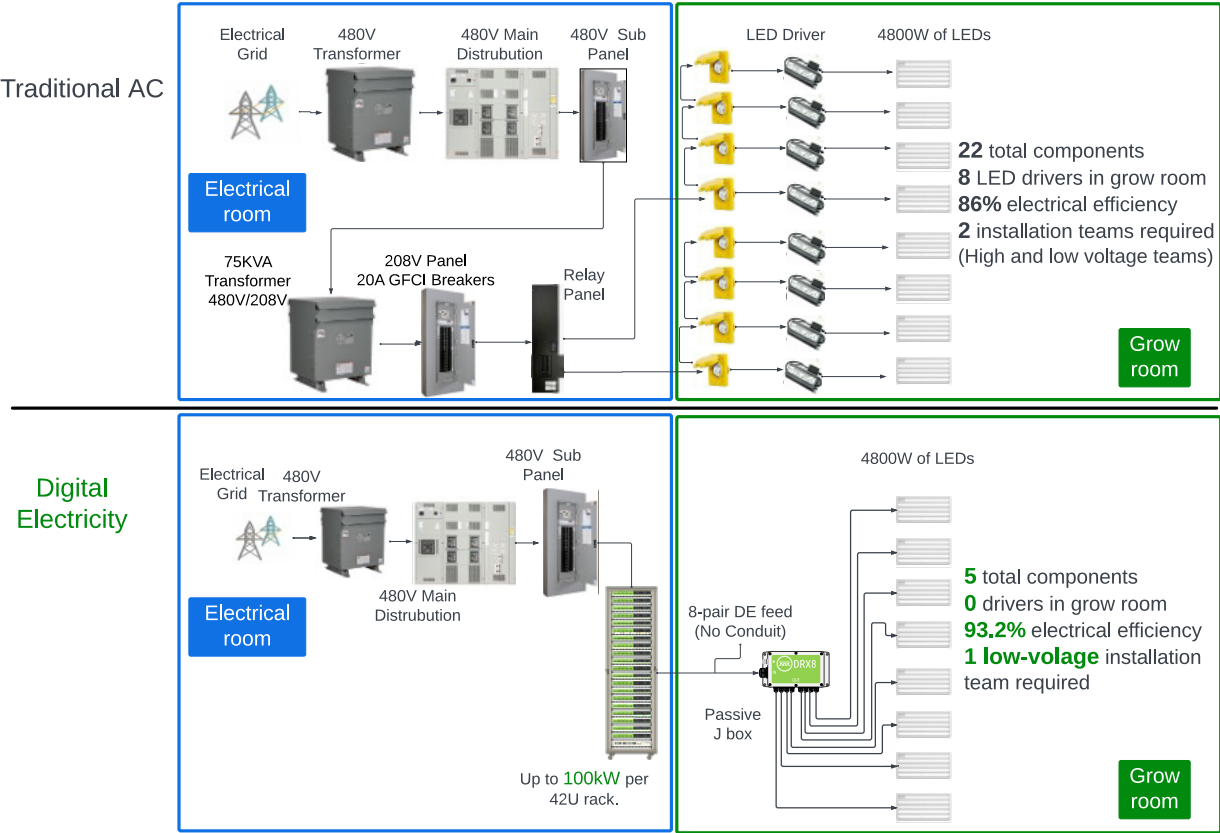 Traditional AC
Electrical
Grid
480V
Transformer
480V Main
Distrubution
480V Sub
Panel
Electrical
room
75KVA
Transformer
480V/208V
208V Panel
20A GFCI Breakers
Relay
Panel
LED Driver
4800W of LEDs
22 total components
8 LED drivers in grow room
86% electrical efficiency
2 installation teams required
(High and low voltage teams)
Grow
room
Digital
Electricity
Electrical
Grid
480V
Transformer
480V Main
Distrubution
480V Sub
Panel
Electrical
room
Up to 100kW per
42U rack.
8-pair DE feed
(No Conduit)
DRX8
OUT
Passive
J box
4800W of LEDs
5 total components
0 drivers in grow room
93.2% electrical efficiency
1 low-volage installation
team required
Grow
room